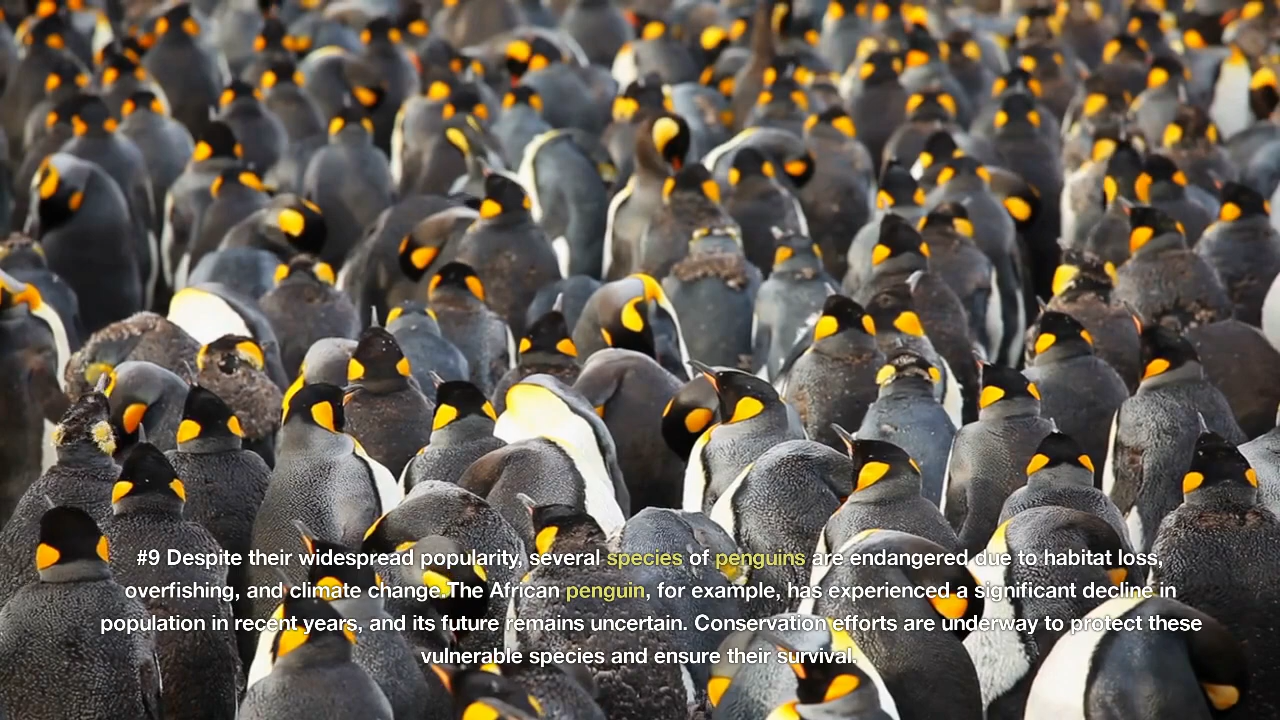 #9 Despite their widespread popularity, several species of penguins are endangered due to habitat loss,
overfishing, and climate change.The African penguin, for example, has experienced a significant decline in
population in recent years, and its future remains uncertain. Conservation efforts are underway to protect these
vulnerable species and ensure their survival.